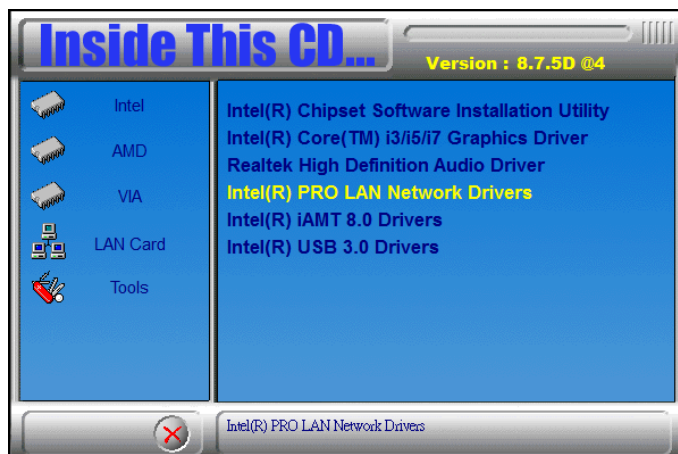 Inside This CD...
Version : 8.7.5D @4
Intel
AMD
VIA
LAN Card
Tools
Intel(R) Chipset Software Installation Utility
Intel(R) Core(TM) i3/i5/i7 Graphics Driver
Realtek High Definition Audio Driver
Intel(R) PRO LAN Network Drivers
Intel(R) iAMT 8.0 Drivers
Intel(R) USB 3.0 Drivers
Intel(R) PRO LAN Network Drivers